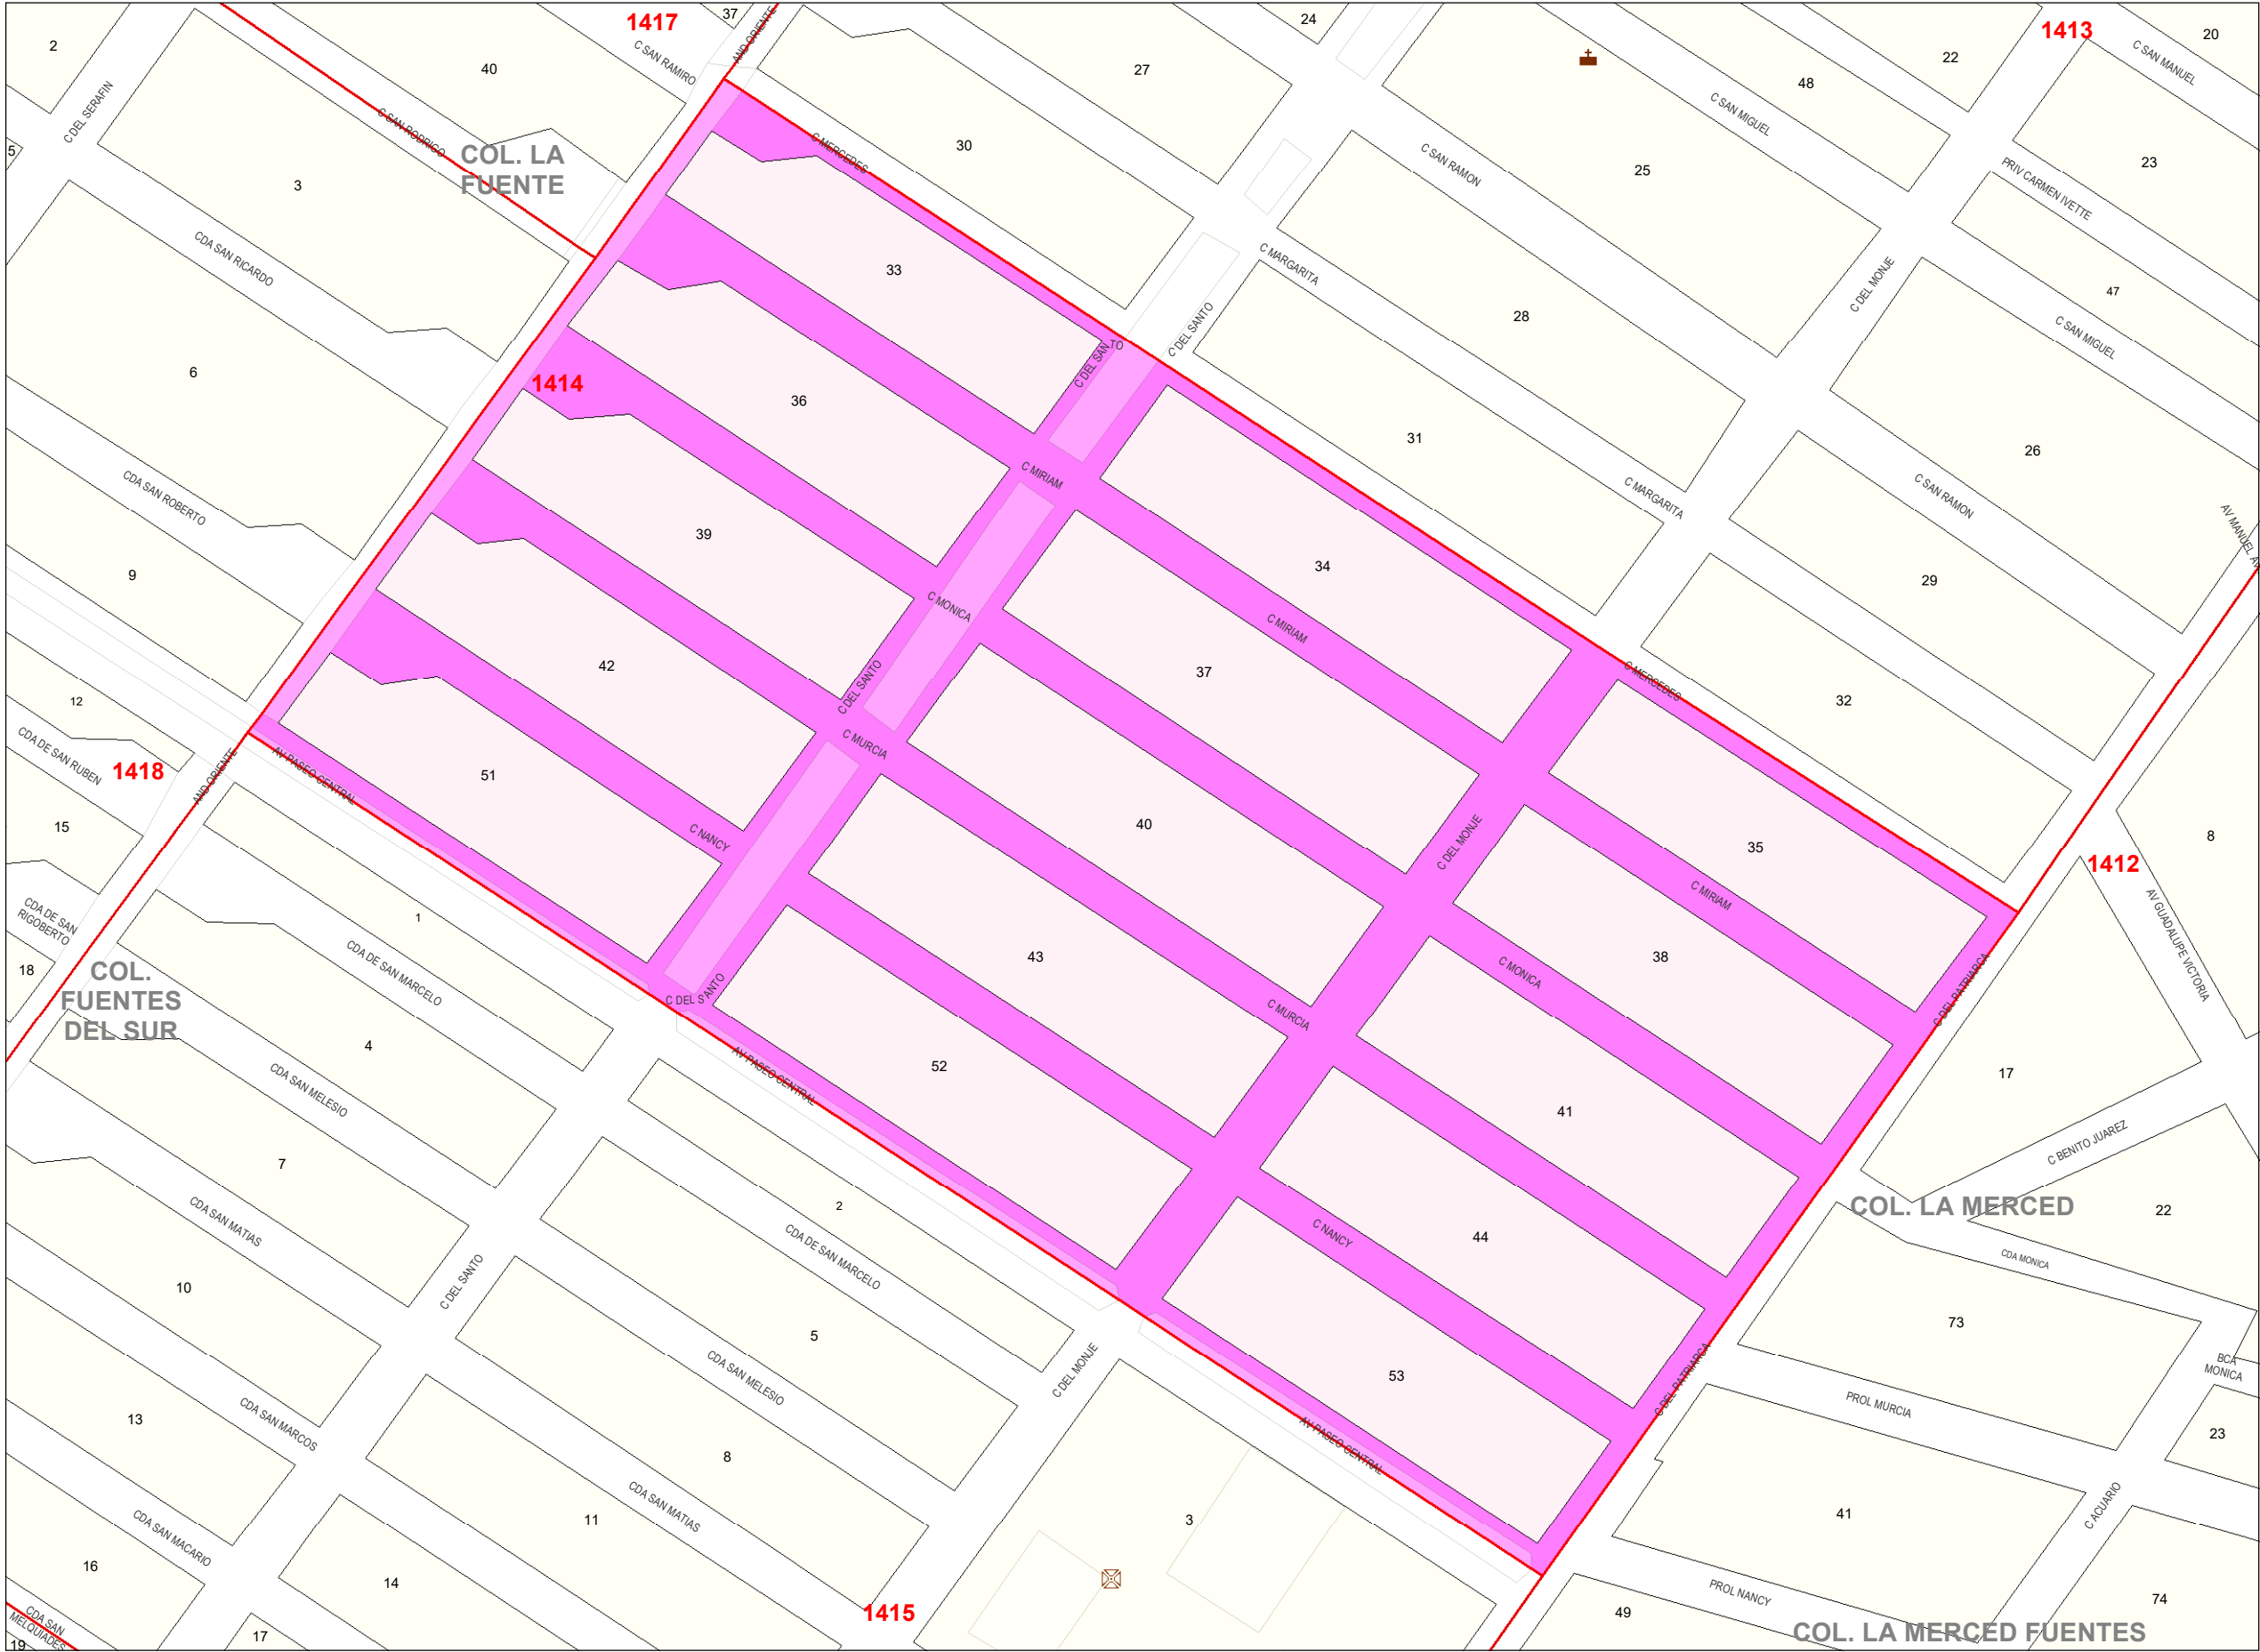 37
1417
24
1413
20
2
C SAN RAMIRO
AND ORIENTE
C SAN MANUEL
40
27
22
48
C DEL SERAFIN
C SAN RODRIGO
C SAN MIGUEL
COL. LA
FUENTE
C MERCEDES
30
C SAN RAMON
25
23
5
3
PRIV CARMEN IVETTE
CDA SAN RICARDO
33
C MARGARITA
C DEL MONJE
47
28
C SAN MIGUEL
C DEL SANTO
C DEL SANTO
6
1414
36
31
26
C MIRIAM
CDA SAN ROBERTO
C MARGARITA
C SAN RAMON
39
34
9
29
C MONICA
C MIRIAM
42
37
C DEL SANTO
C MERCEDES
32
12
CDA DE SAN RUBEN
1418
AND ORIENTE
AV PASEO CENTRAL
C MURCIA
51
15
C NANCY
40
C DEL MONJE
35
8
1412
C MIRIAM
AV GUADALUPE VICTORIA
CDA DE SAN
RIGOBERTO
1
CDA DE SAN MARCELO
43
38
C MONICA
18
COL.
FUENTES
DEL SUR
C DEL SANTO
C MURCIA
C DEL PATRIARCA
4
CDA SAN MELESIO
AV PASEO CENTRAL
52
17
41
7
C BENITO JUAREZ
COL. LA MERCED
2
CDA SAN MATIAS
CDA DE SAN MARCELO
C NANCY
44
22
CDA MONICA
10
C DEL SANTO
5
73
C DEL MONJE
CDA SAN MELESIO
53
C DEL PATRIARCA
BCA
MONICA
PROL MURCIA
13
CDA SAN MARCOS
8
AV PASEO CENTRAL
23
CDA SAN MATIAS
11
3
41
C ACUARIO
CDA SAN MACARIO
16
14
PROL NANCY
74
1415
49
CDA SAN
MELQUIADES
17
19
COL. LA MERCED FUENTES